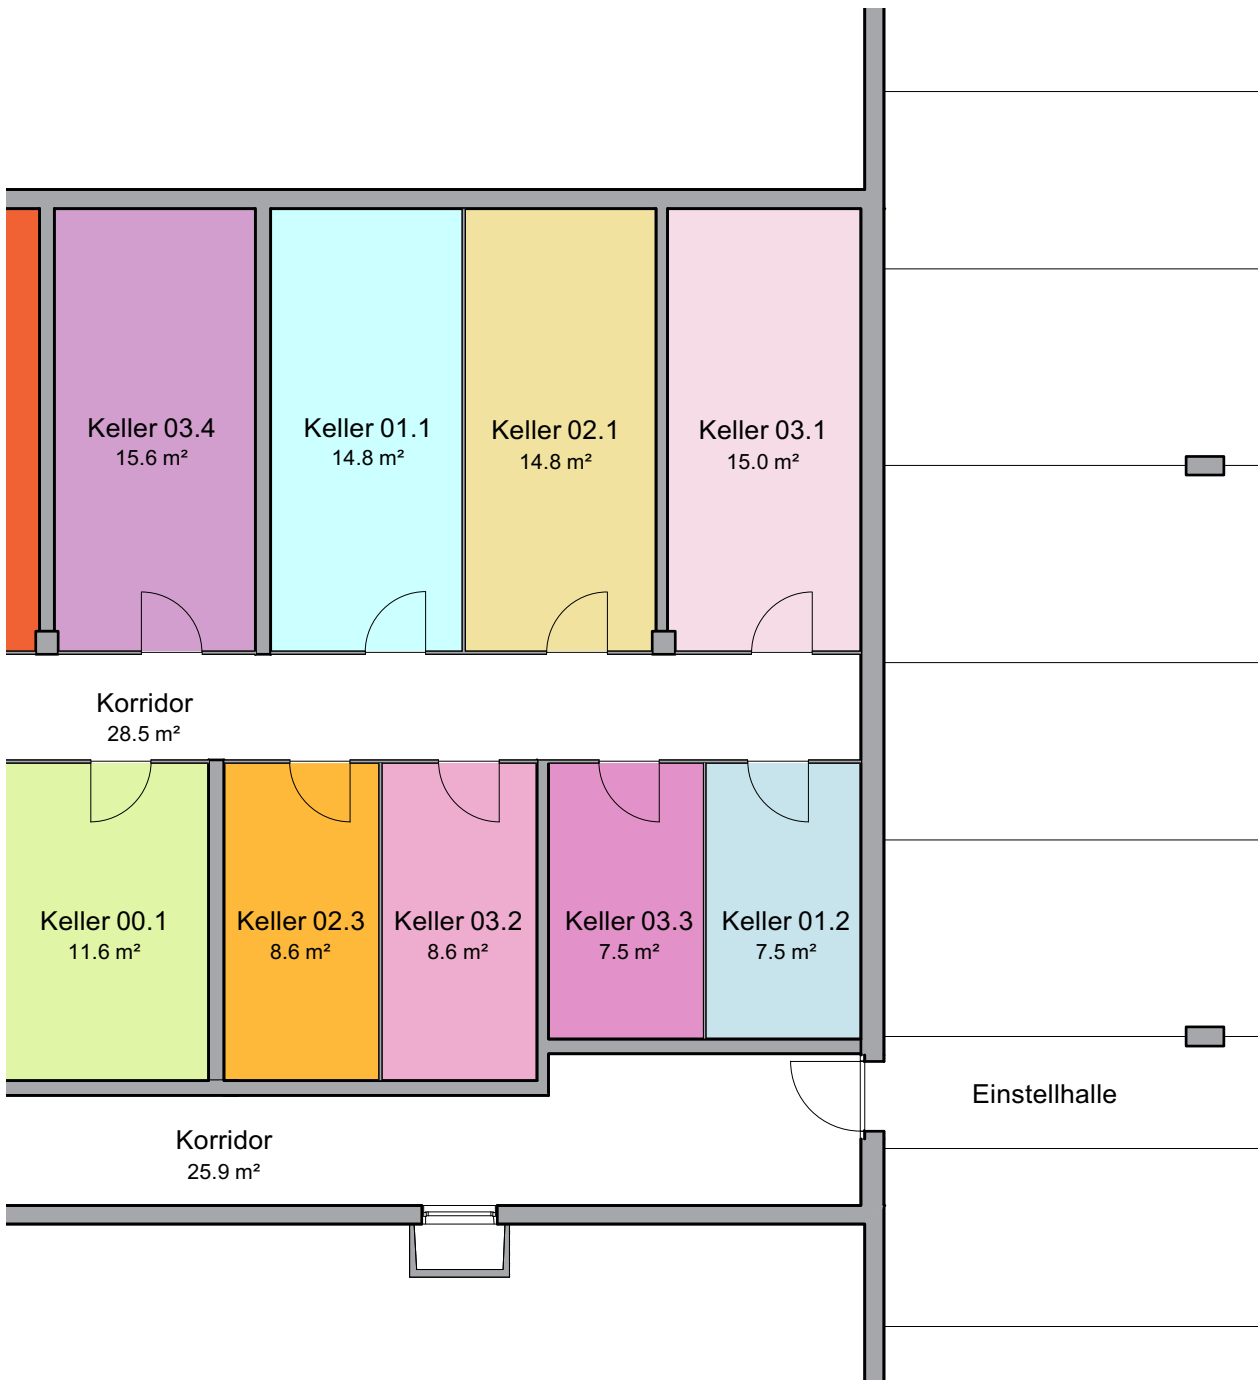 Keller 03.4
15.6 m²
Keller 01.1
14.8 m²
Keller 02.1
14.8 m²
Keller 03.1
15.0 m²
Korridor
28.5 m²
Keller 00.1
11.6 m²
Keller 02.3
8.6 m²
Keller 03.2
8.6 m²
Keller 03.3
7.5 m²
Keller 01.2
7.5 m²
Einstellhalle
Korridor
25.9 m²